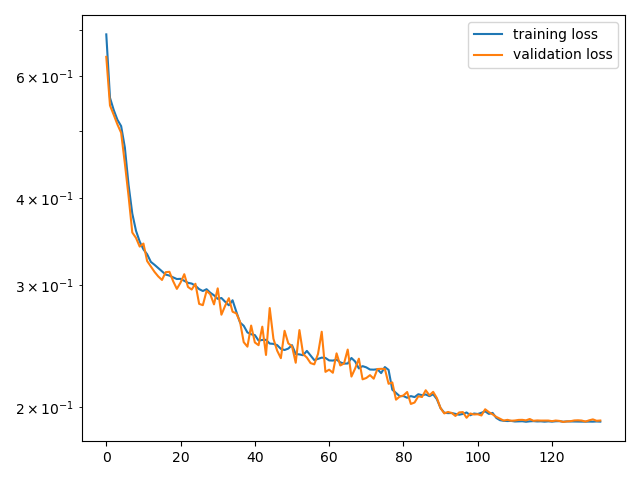 training loss
validation loss
6 × 10⁻¹
4 × 10⁻¹
3 × 10⁻¹
2 × 10⁻¹
0 20 40 60 80 100 120